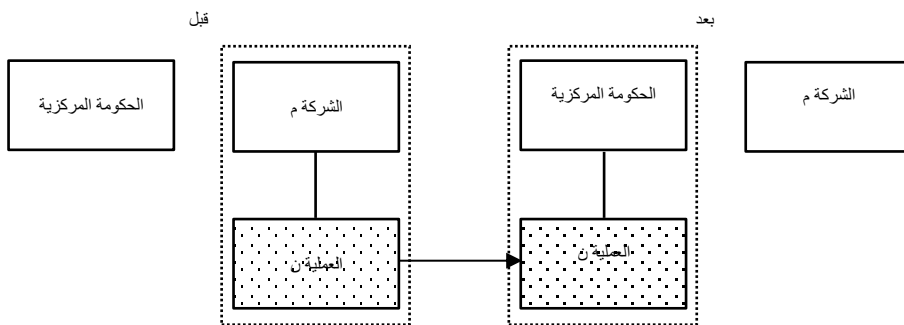 قبل
بعد
الحكومة المركزية
الشركة م
الحكومة المركزية
الشركة م
العملية ن
العملية ن